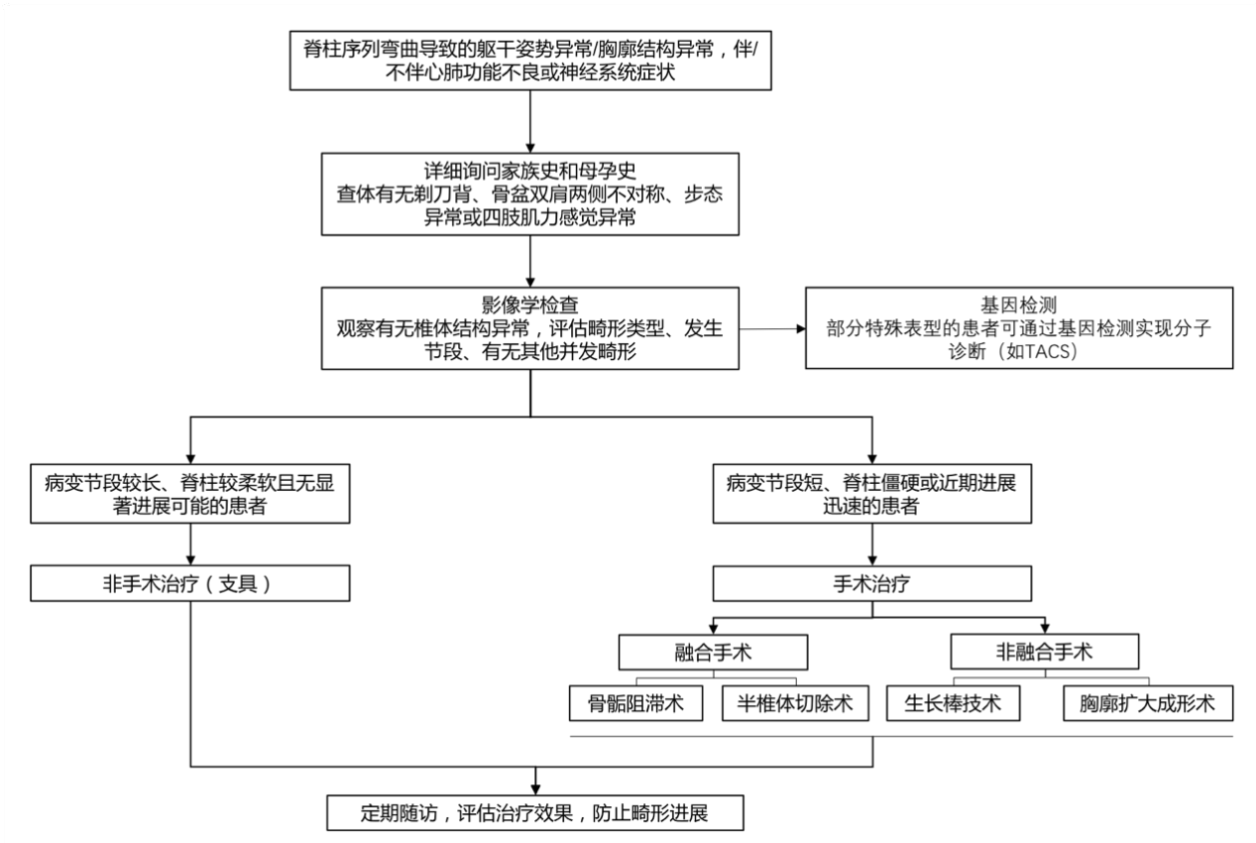 脊柱序列弯曲导致的躯干姿势异常/胸廓结构异常，伴/
不伴心肺功能不良或神经系统症状
详细询问家族史和母孕史
查体有无剃刀背、骨盆双肩两侧不对称、步态
异常或四肢肌力感觉异常
影像学检查
观察有无椎体结构异常，评估畸形类型、发生
节段、有无其他并发畸形
基因检测
部分特殊表型的患者可通过基因检测实现分子
诊断（如TACS）
病变节段较长、脊柱较柔软且无显
著进展可能的患者
病变节段短、脊柱僵硬或近期进展
迅速的患者
非手术治疗（支具）
手术治疗
融合手术
非融合手术
骨骺阻滞术
半椎体切除术
生长棒技术
胸廓扩大成形术
定期随访，评估治疗效果，防止畸形进展